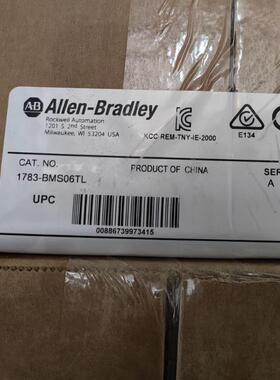 AB Allen-Bradley
Rockwell Automation
1201 S. 2nd Street
Milwaukee, WI 53204 USA
KCC-REM-TNY-IE-2000
E134
CAT. NO.
PRODUCT OF CHINA
SER
1783-BMS06TL
A
UPC
00886739973415